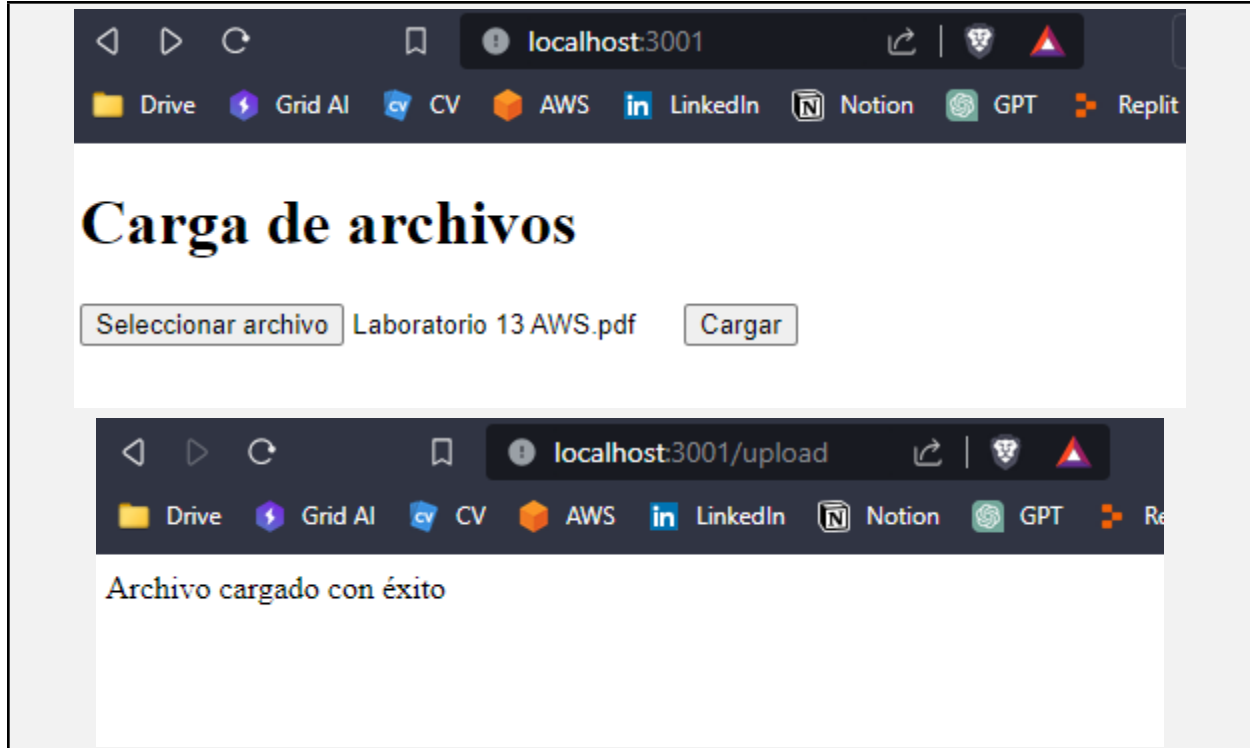 localhost:3001
Drive Grid AI CV AWS LinkedIn Notion GPT Replit
Carga de archivos
Seleccionar archivo Laboratorio 13 AWS.pdf Cargar
localhost:3001/upload
Drive Grid AI CV AWS LinkedIn Notion GPT Re
Archivo cargado con éxito